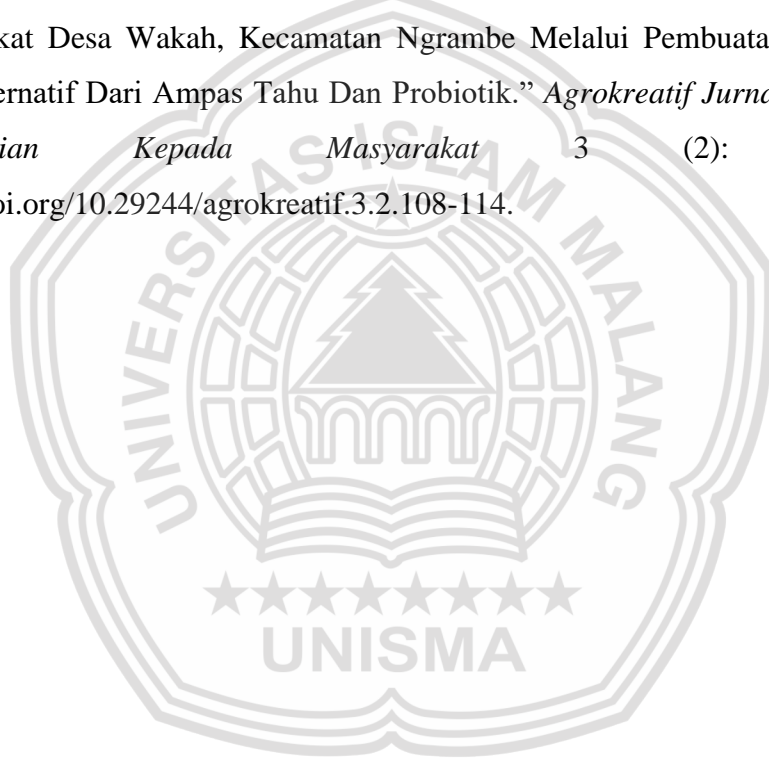 kat Desa Wakah, Kecamatan Ngrambe Melalui Pembuata
ernatif Dari Ampas Tahu Dan Probiotik.” Agrokreatif Jurna
ian Kepada Masyarakat 3 (2):
oi.org/10.29244/agrokreatif.3.2.108-114.
UNIVERSITAS ISLAM MALANG
UNISMA